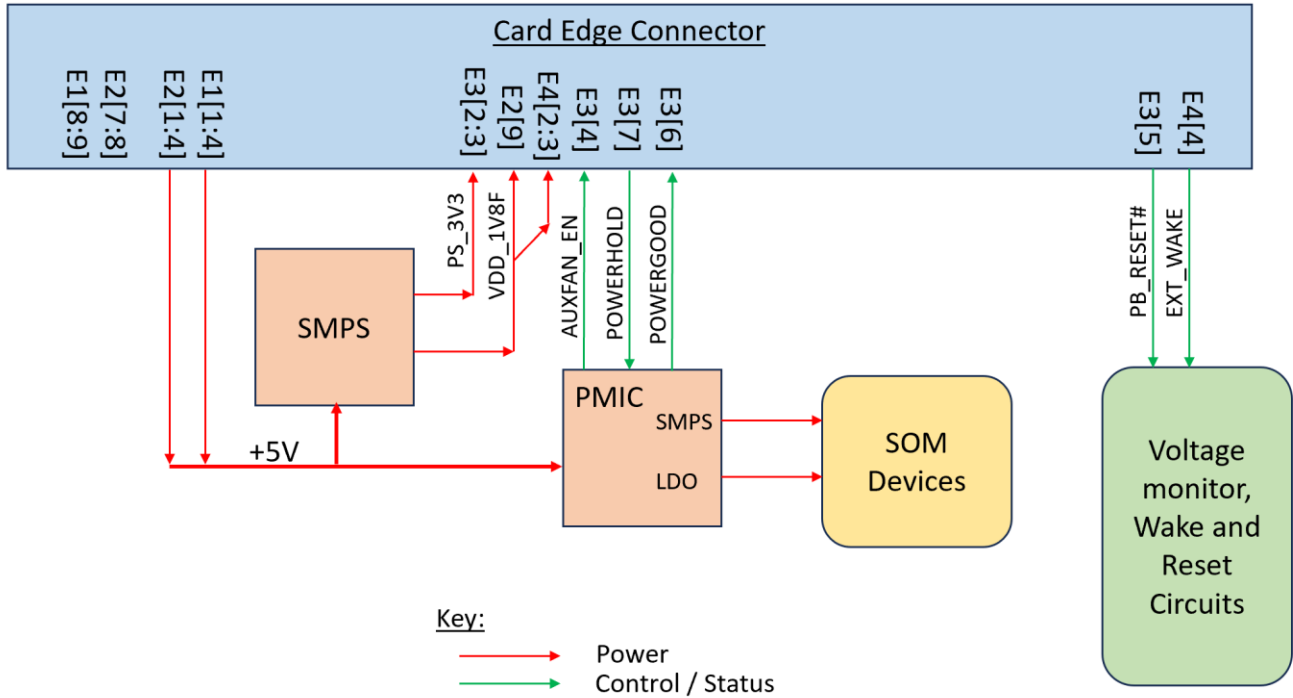 Card Edge Connector
E1[8:9]
E2[7:8]
E2[1:4]
E1[1:4]
E3[2:3]
E2[9]
E4[2:3]
E3[4]
E3[7]
E3[6]
E3[5]
E4[4]
PS_3V3
VDD_1V8F
AUXFAN_EN
POWERHOLD
POWERGOOD
PB_RESET#
EXT_WAKE
SMPS
+5V
PMIC
SMPS
LDO
SOM
Devices
Voltage
monitor,
Wake and
Reset
Circuits
Key:
Power
Control / Status